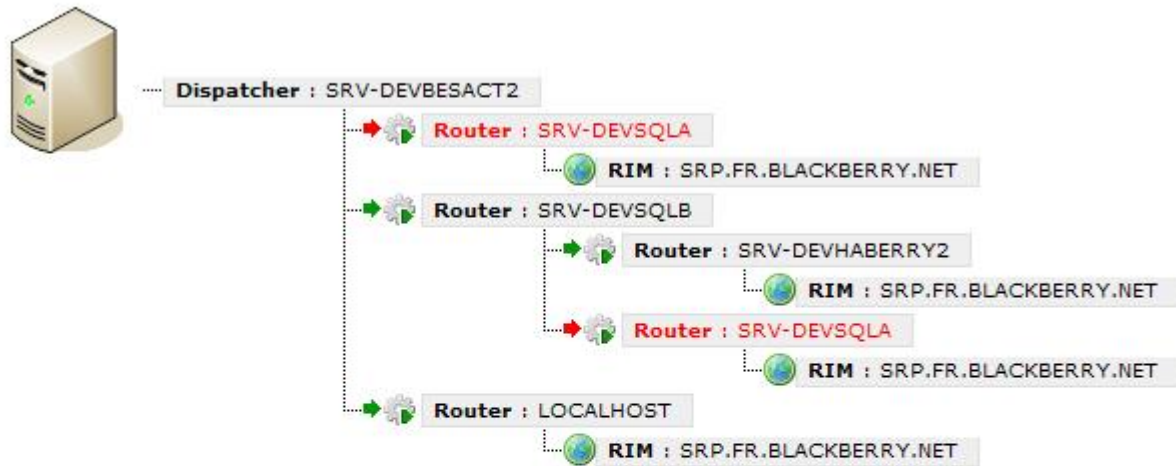 Dispatcher : SRV-DEVBESACT2
Router : SRV-DEVSQLA
RIM : SRP.FR.BLACKBERRY.NET
Router : SRV-DEVSQLB
Router : SRV-DEVHABERRY2
RIM : SRP.FR.BLACKBERRY.NET
Router : SRV-DEVSQLA
RIM : SRP.FR.BLACKBERRY.NET
Router : LOCALHOST
RIM : SRP.FR.BLACKBERRY.NET